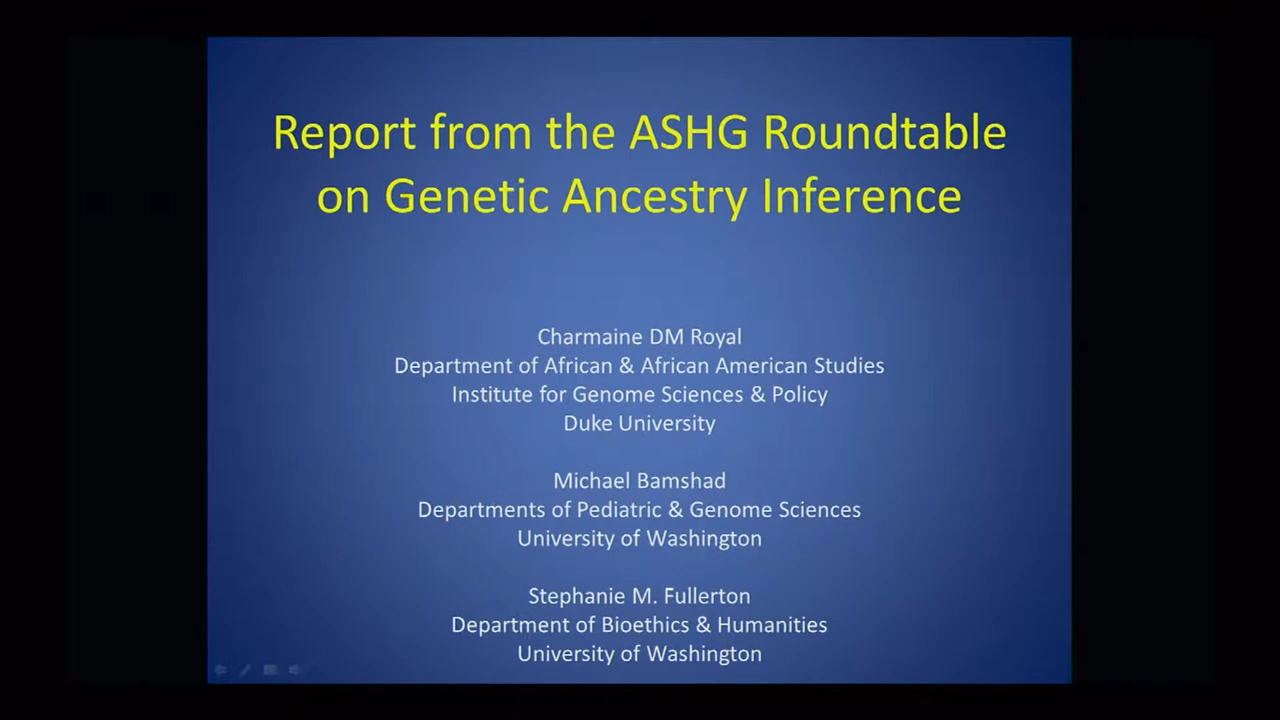 Report from the ASHG Roundtable
on Genetic Ancestry Inference
Charmaine DM Royal
Department of African & African American Studies
Institute for Genome Sciences & Policy
Duke University
Michael Bamshad
Departments of Pediatric & Genome Sciences
University of Washington
Stephanie M. Fullerton
Department of Bioethics & Humanities
University of Washington